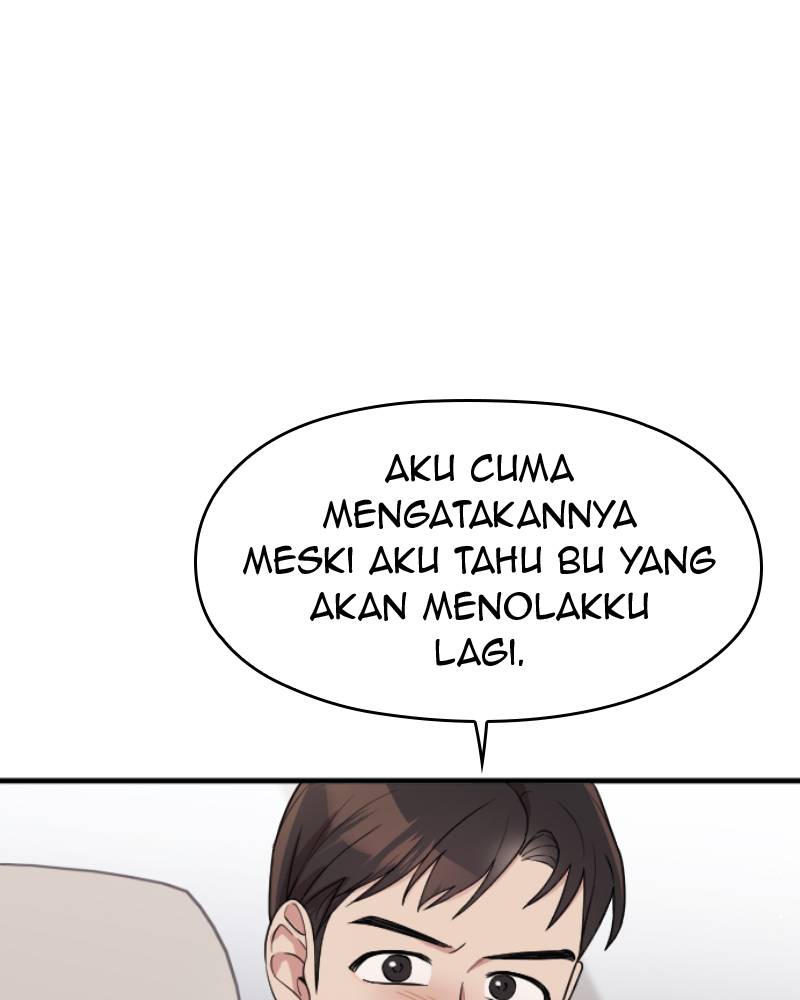 AKU CUMA
MENGATAKANNYA
MESKI AKU TAHU BU YANG
AKAN MENOLAKKU
LAGI.